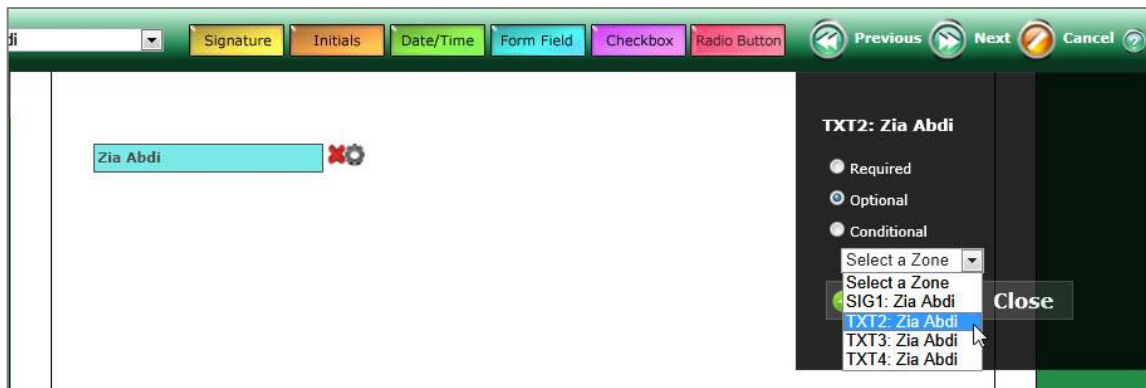 di
Signature
Initials
Date/Time
Form Field
Checkbox
Radio Button
Previous
Next
Cancel
?
Zia Abdi
TXT2: Zia Abdi
Required
Optional
Conditional
Select a Zone
Select a Zone
SIG1: Zia Abdi
TXT2: Zia Abdi
TXT3: Zia Abdi
TXT4: Zia Abdi
Close